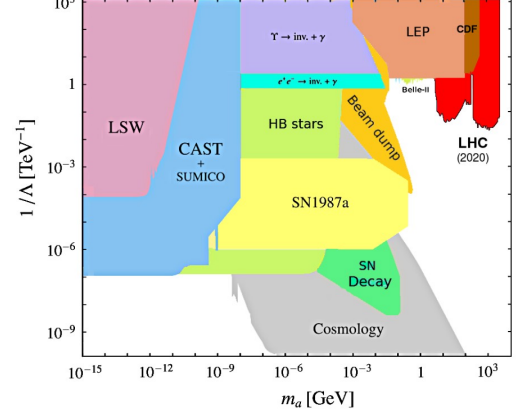 10³
1
10⁻³
10⁻⁶
10⁻⁹
1/Λ [TeV⁻¹]
ϒ → inv. + γ
e⁺e⁻ → inv. + γ
LEP
CDF
Belle-II
LHC
(2020)
LSW
CAST
+
SUMICO
HB stars
Beam dump
SN1987a
SN
Decay
Cosmology
10⁻¹⁵
10⁻¹²
10⁻⁹
10⁻⁶
10⁻³
1
10³
mₐ [GeV]